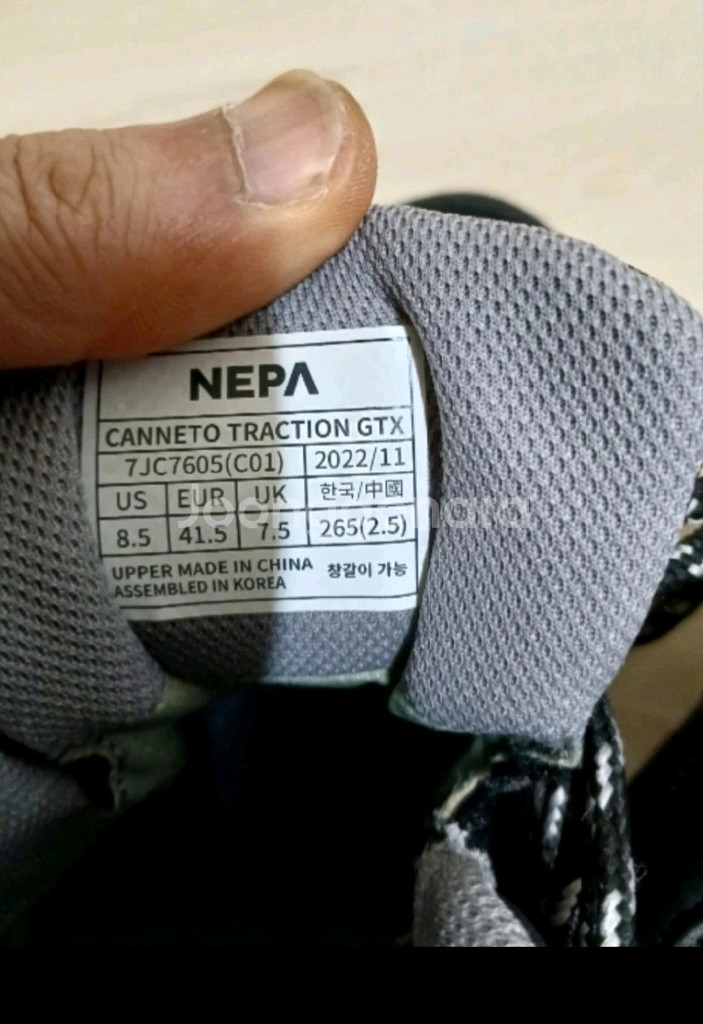 NEPA
CANNETO TRACTION GTX
7JC7605(C01) 2022/11
US EUR UK 한국/中國
8.5 41.5 7.5 265(2.5)
UPPER MADE IN CHINA 창갈이 가능
ASSEMBLED IN KOREA
Joonggonara